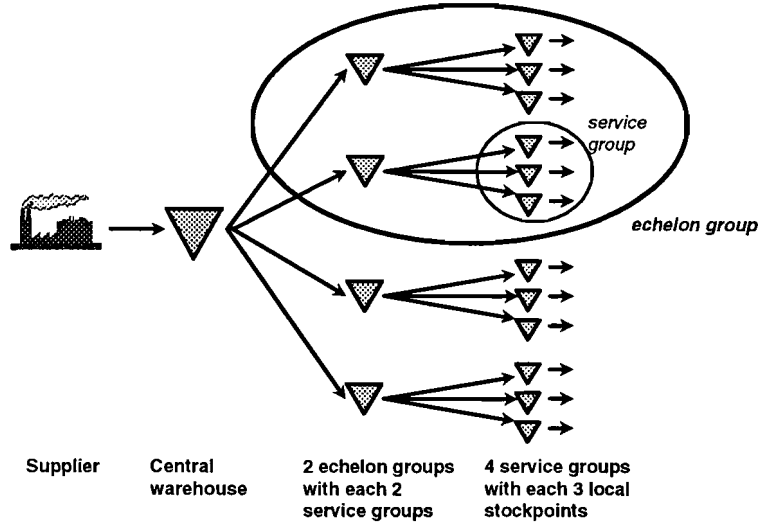 service
group
echelon group
Supplier
Central
warehouse
2 echelon groups
with each 2
service groups
4 service groups
with each 3 local
stockpoints